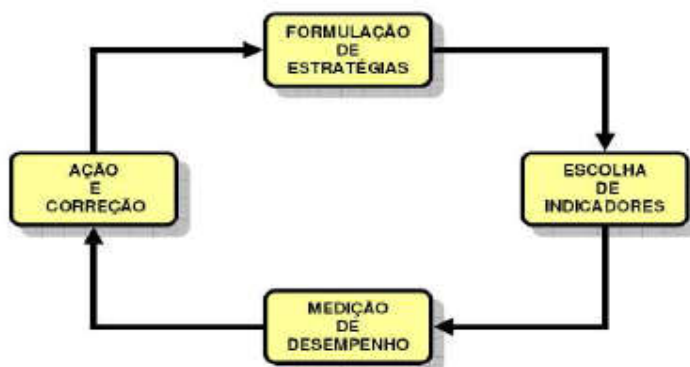 FORMULAÇÃO
DE
ESTRATÉGIAS
AÇÃO
E
CORREÇÃO
ESCOLHA
DE
INDICADORES
MEDIÇÃO
DE
DESEMPENHO